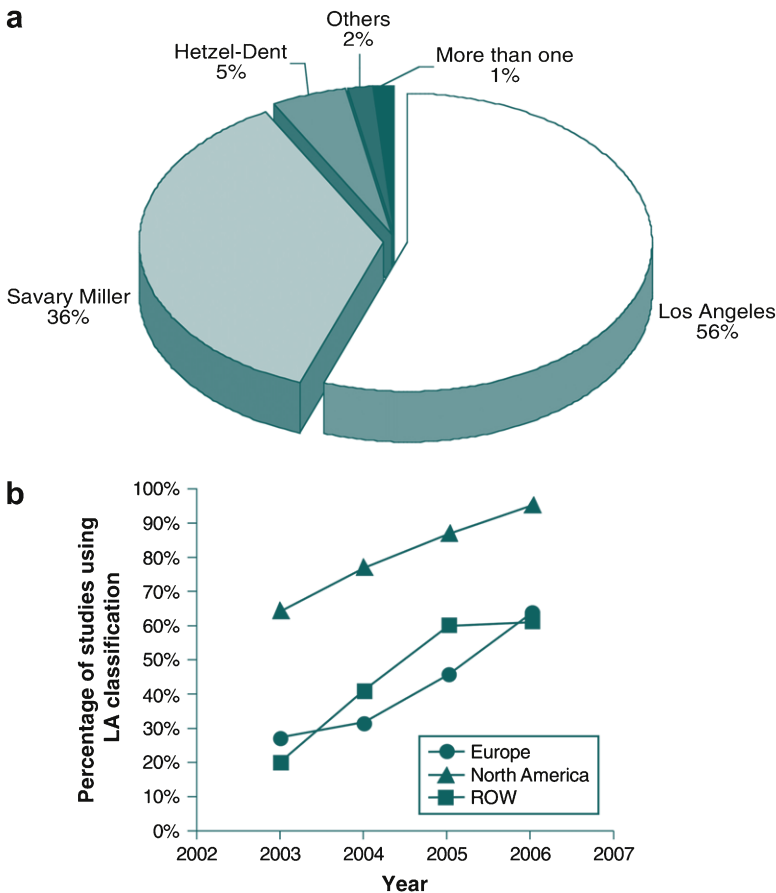 a
Others
2%
Hetzel-Dent
5%
More than one
1%
Savary Miller
36%
Los Angeles
56%
b
Percentage of studies using
LA classification
100%
90%
80%
70%
60%
50%
40%
30%
20%
10%
0%
Europe
North America
ROW
2002 2003 2004 2005 2006 2007
Year